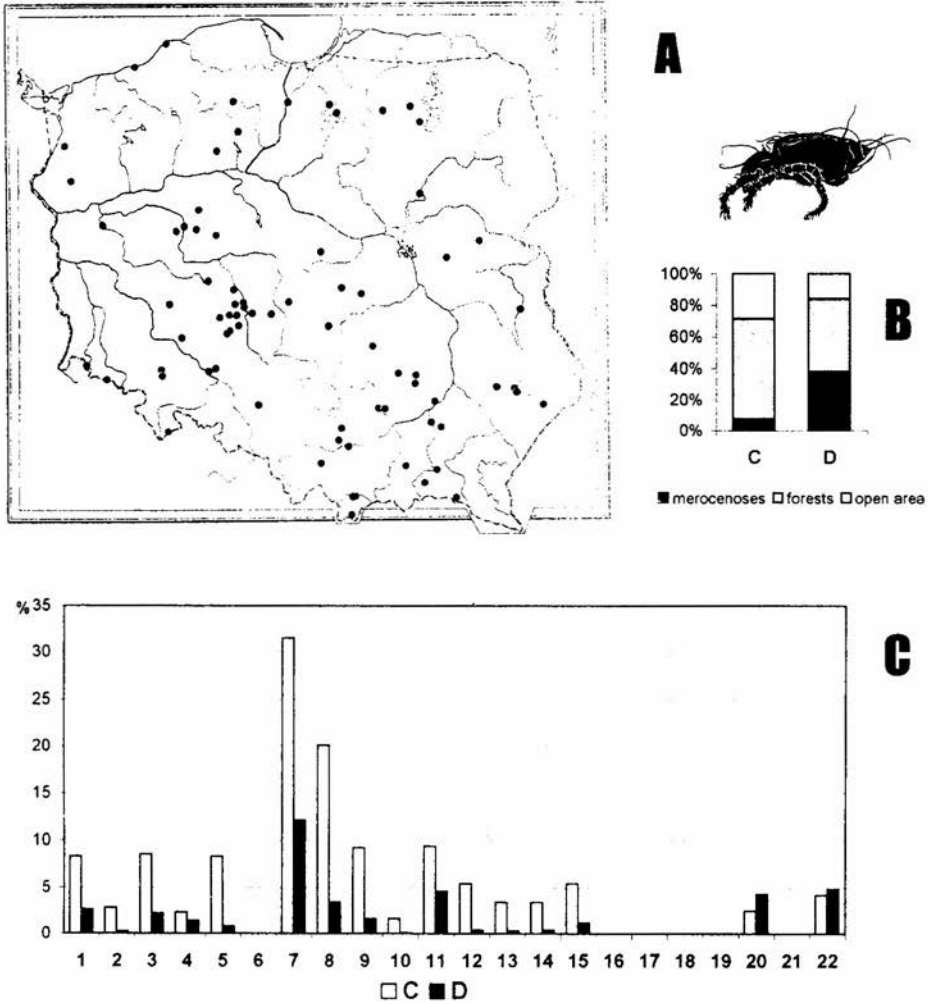 A
100%
80%
60%
40%
20%
0%
B
C D
■ merocenoses □ forests □ open area
% 35
30
25
20
15
10
5
0
C
1 2 3 4 5 6 7 8 9 10 11 12 13 14 15 16 17 18 19 20 21 22
□ C ■ D